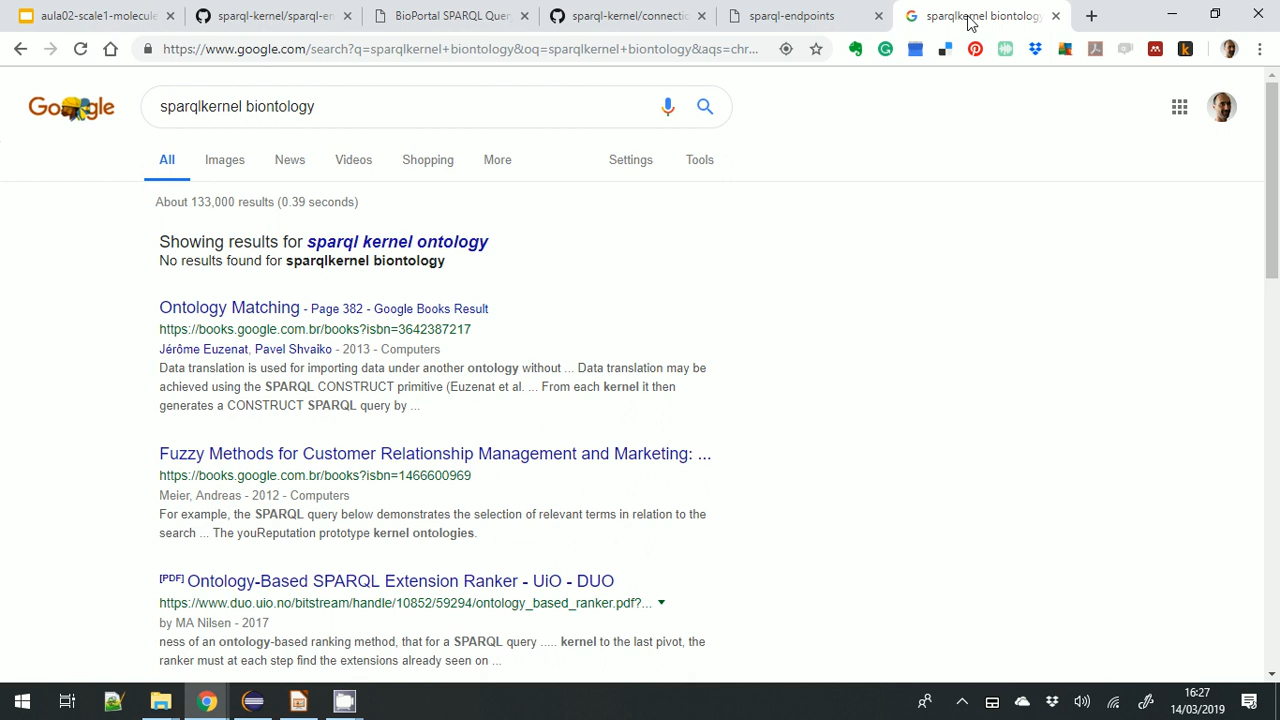 aula02-scale1-molecule
sparql-kernel/sparql-en
BioPortal SPARQL Quer
sparql-kernel/connectio
sparql-endpoints
sparqlkernel biontology
https://www.google.com/search?q=sparqlkernel+biontology&oq=sparqlkernel+biontology&aqs=chr...
sparqlkernel biontology
All Images News Videos Shopping More Settings Tools
About 133,000 results (0.39 seconds)
Showing results for sparql kernel ontology
No results found for sparqlkernel biontology
Ontology Matching - Page 382 - Google Books Result
https://books.google.com.br/books?isbn=3642387217
Jérôme Euzenat, Pavel Shvaiko - 2013 - Computers
Data translation is used for importing data under another ontology without ... Data translation may be
achieved using the SPARQL CONSTRUCT primitive (Euzenat et al. ... From each kernel it then
generates a CONSTRUCT SPARQL query by ...
Fuzzy Methods for Customer Relationship Management and Marketing: ...
https://books.google.com.br/books?isbn=1466600969
Meier, Andreas - 2012 - Computers
For example, the SPARQL query below demonstrates the selection of relevant terms in relation to the
search ... The youReputation prototype kernel ontologies.
[PDF] Ontology-Based SPARQL Extension Ranker - UiO - DUO
https://www.duo.uio.no/bitstream/handle/10852/59294/ontology_based_ranker.pdf?...
by MA Nilsen - 2017
ness of an ontology-based ranking method, that for a SPARQL query ..... kernel to the last pivot, the
ranker must at each step find the extensions already seen on ...
16:27
14/03/2019